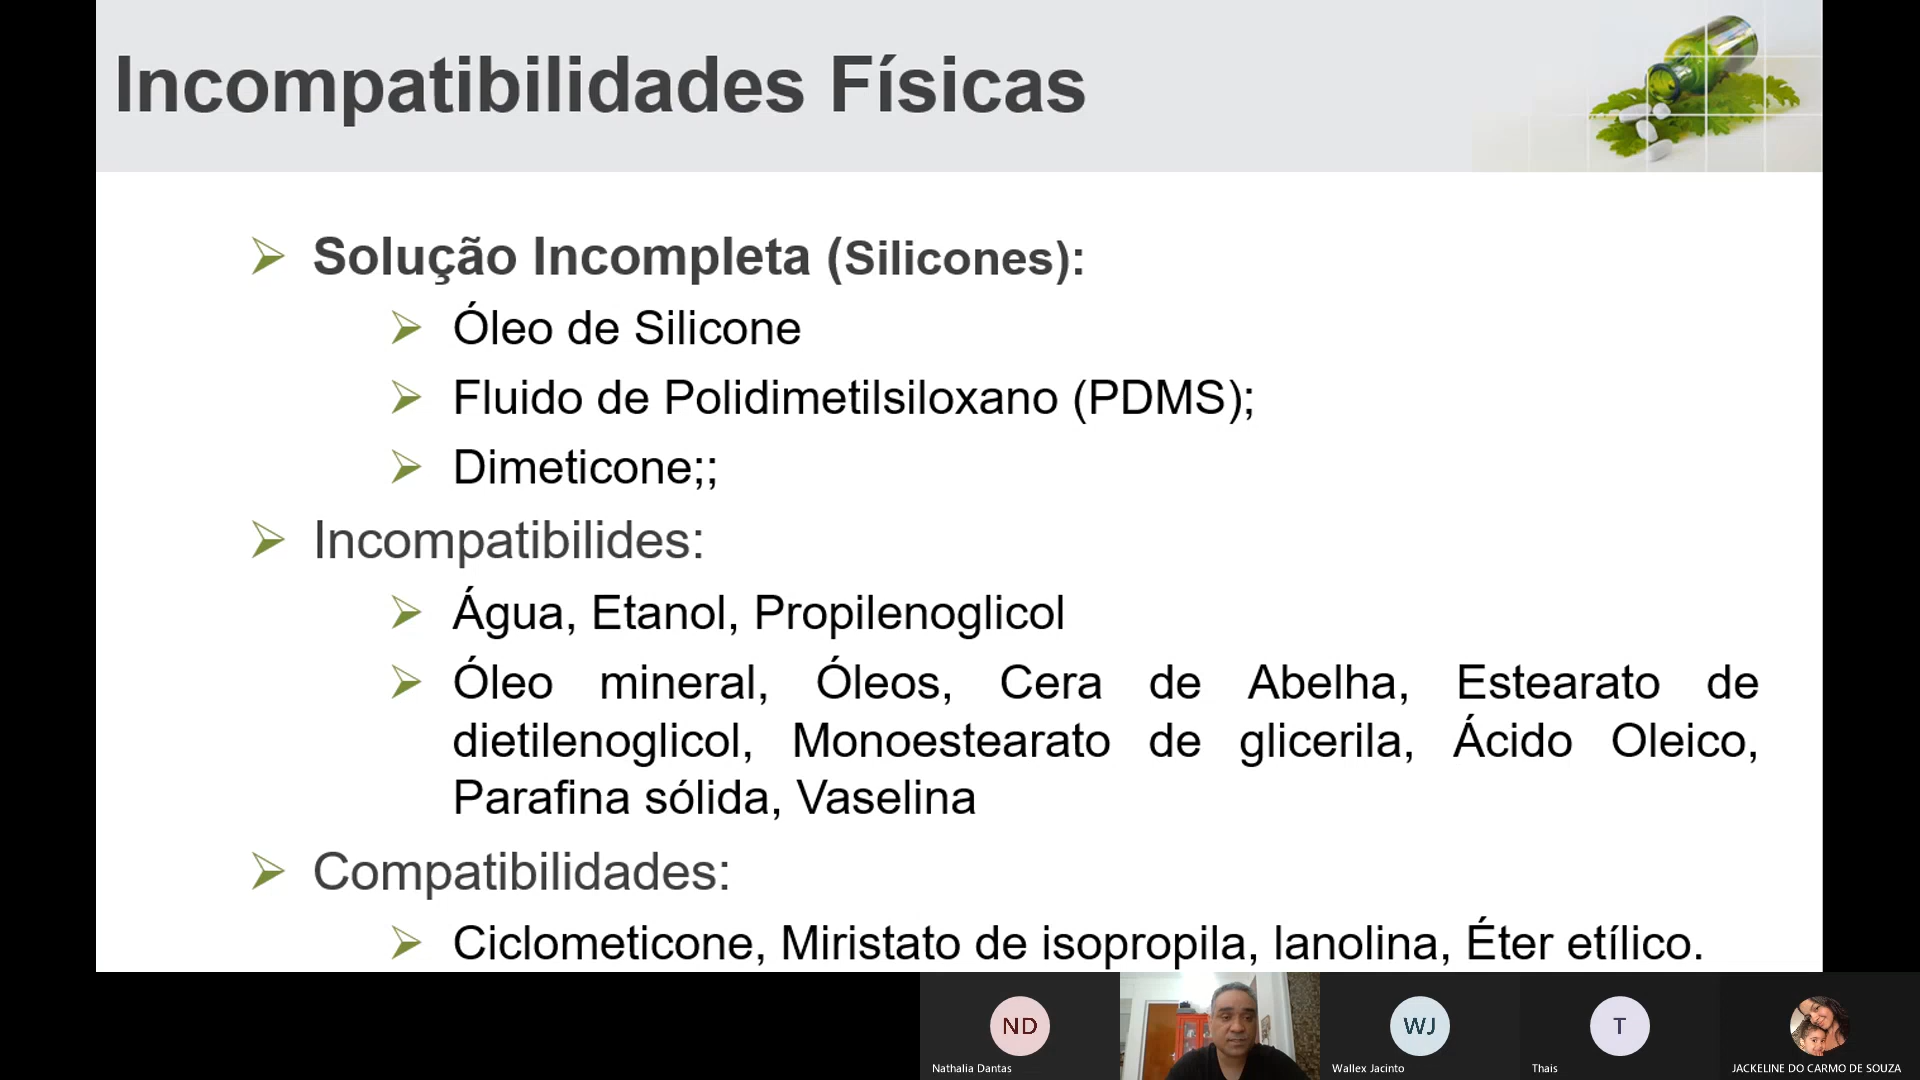 Incompatibilidades Físicas
Solução Incompleta (Silicones):
Óleo de Silicone
Fluido de Polidimetilsiloxano (PDMS);
Dimeticone;;
Incompatibilides:
Água, Etanol, Propilenoglicol
Óleo mineral, Óleos, Cera de Abelha, Estearato de
dietilenoglicol, Monoestearato de glicerila, Ácido Oleico,
Parafina sólida, Vaselina
Compatibilidades:
Ciclometicone, Miristato de isopropila, lanolina, Éter etílico.
ND
WJ
T
Nathalia Dantas
Wallex Jacinto
Thais
JACKELINE DO CARMO DE SOUZA